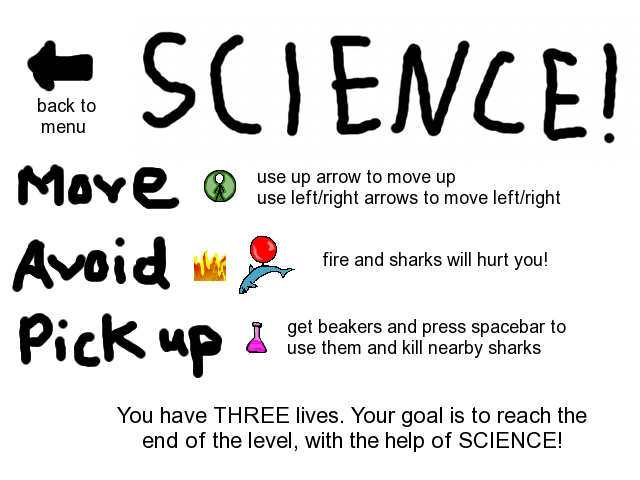 SCIENCE!
back to
menu
Move
use up arrow to move up
use left/right arrows to move left/right
Avoid
fire and sharks will hurt you!
Pick up
get beakers and press spacebar to
use them and kill nearby sharks
You have THREE lives. Your goal is to reach the
end of the level, with the help of SCIENCE!